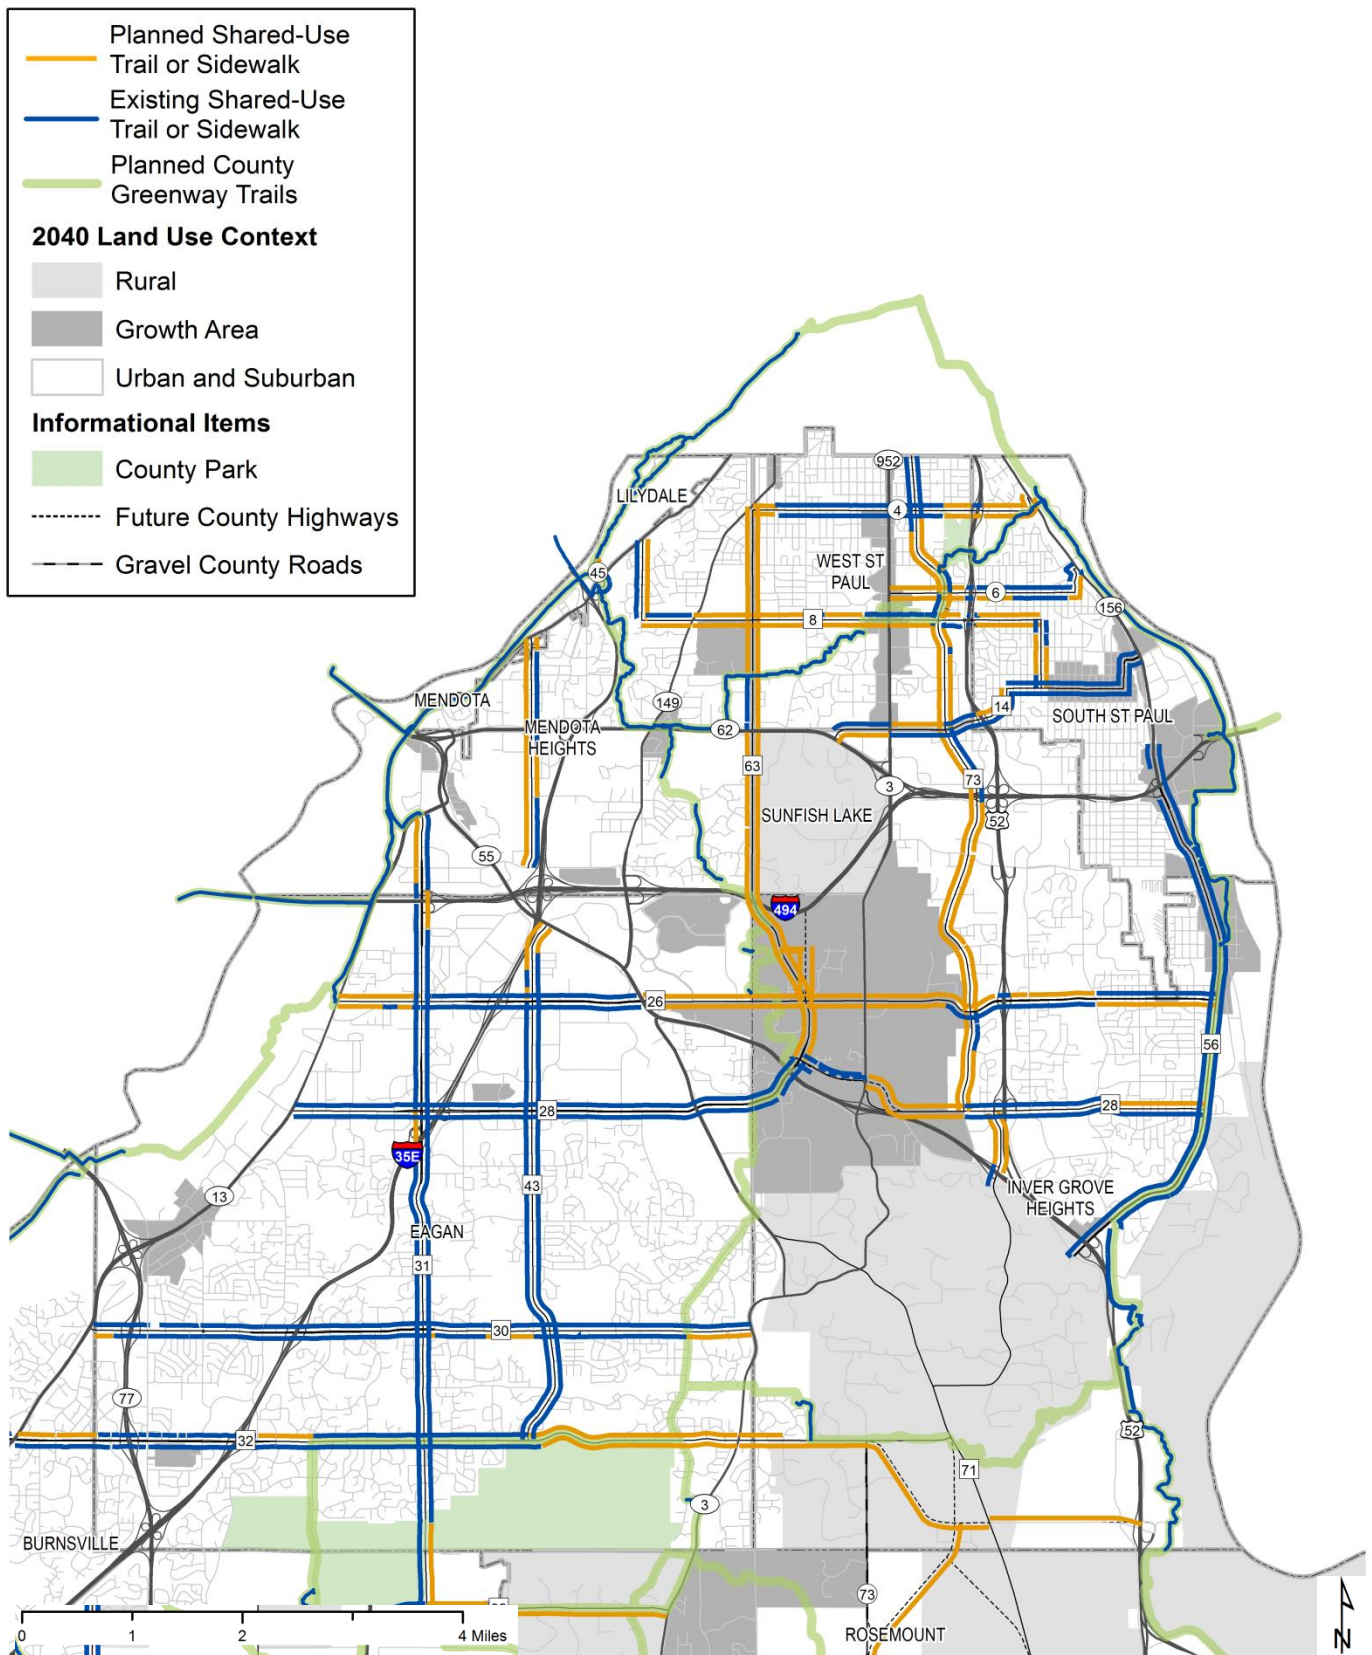 Planned Shared-Use
Trail or Sidewalk
Existing Shared-Use
Trail or Sidewalk
Planned County
Greenway Trails
2040 Land Use Context
Rural
Growth Area
Urban and Suburban
Informational Items
County Park
Future County Highways
Gravel County Roads
952
LILYDALE
4
WEST ST
PAUL
45
6
156
8
MENDOTA
149
14
SOUTH ST PAUL
MENDOTA
HEIGHTS
62
63
73
3
SUNFISH LAKE
52
55
494
26
56
28
28
35E
43
13
INVER GROVE
HEIGHTS
EAGAN
31
30
77
52
32
71
3
BURNSVILLE
73
ROSEMOUNT
0 1 2 4 Miles
N